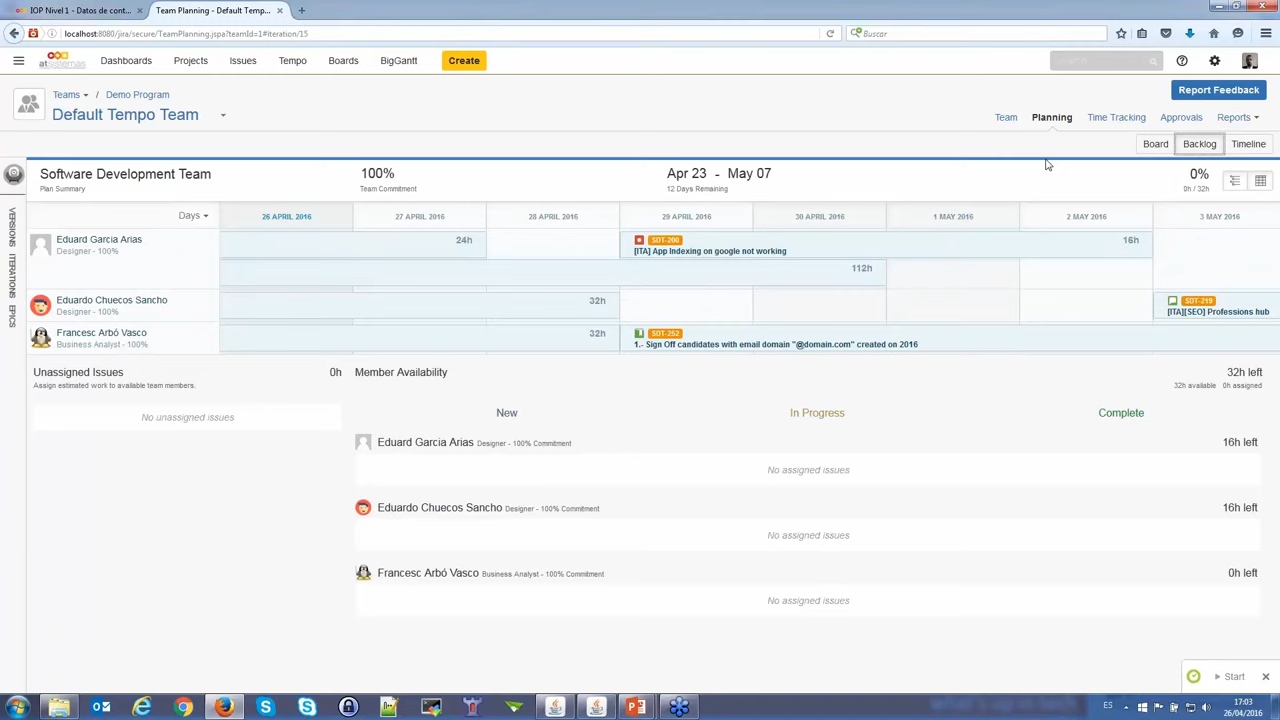 IOP Nivel 1 - Datos de cont...
Team Planning - Default Tempo...
localhost:8080/jira/secure/TeamPlanning.jspa?teamId=1#iteration/15
Buscar
atsistemas
Dashboards Projects Issues Tempo Boards BigGantt Create
Report Feedback
Teams / Demo Program
Default Tempo Team
Team Planning Time Tracking Approvals Reports
Board Backlog Timeline
Software Development Team 100% Apr 23 - May 07 0%
Plan Summary Team Commitment 12 Days Remaining 0h / 32h
Days 26 APRIL 2016 27 APRIL 2016 28 APRIL 2016 29 APRIL 2016 30 APRIL 2016 1 MAY 2016 2 MAY 2016 3 MAY 2016
Eduard Garcia Arias 24h SDT-200 16h
Designer - 100% [ITA] App Indexing on google not working
112h
Eduardo Chuecos Sancho 32h SDT-219
Designer - 100% [ITA][SEO] Professions hub
Francesc Arbó Vasco 32h SDT-252
Business Analyst - 100% 1.- Sign Off candidates with email domain "@domain.com" created on 2016
VERSIONS ITERATIONS EPICS
Unassigned Issues 0h Member Availability 32h left
Assign estimated work to available team members. 32h available 0h assigned
No unassigned issues
New In Progress Complete
Eduard Garcia Arias Designer - 100% Commitment 16h left
No assigned issues
Eduardo Chuecos Sancho Designer - 100% Commitment 16h left
No assigned issues
Francesc Arbó Vasco Business Analyst - 100% Commitment 0h left
No assigned issues
Start
ES 17:03
26/04/2016